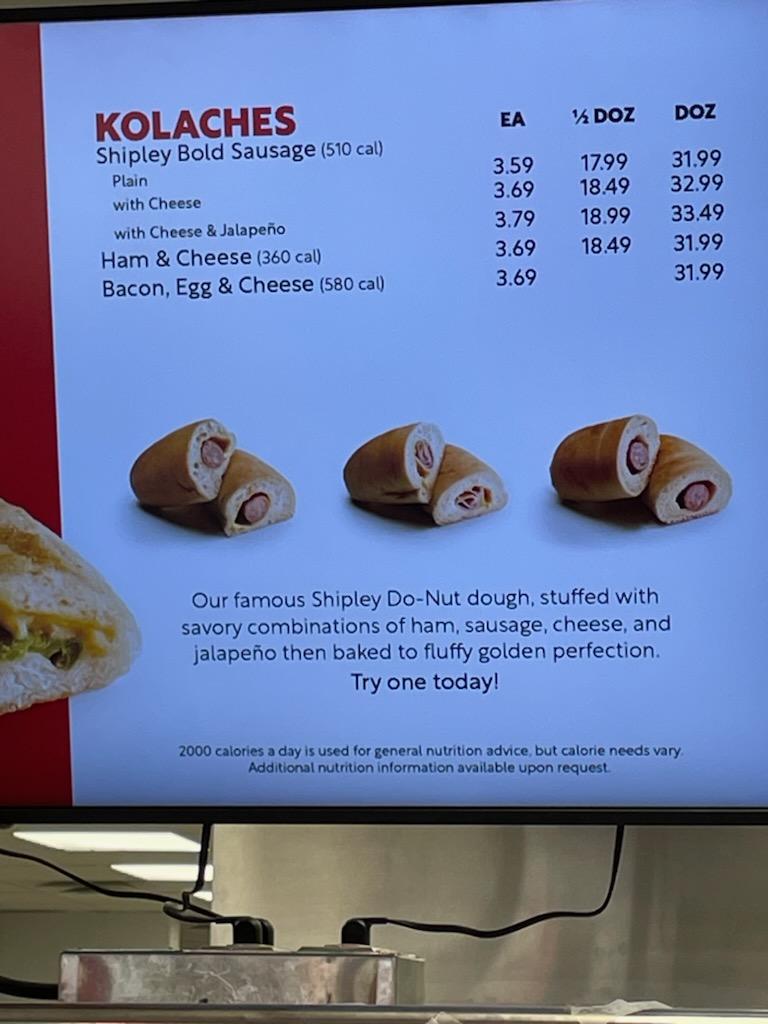 KOLACHES EA ½ DOZ DOZ
Shipley Bold Sausage (510 cal)
Plain 3.59 17.99 31.99
with Cheese 3.69 18.49 32.99
with Cheese & Jalapeño 3.79 18.99 33.49
Ham & Cheese (360 cal) 3.69 18.49 31.99
Bacon, Egg & Cheese (580 cal) 3.69 31.99
Our famous Shipley Do-Nut dough, stuffed with
savory combinations of ham, sausage, cheese, and
jalapeño then baked to fluffy golden perfection.
Try one today!
2000 calories a day is used for general nutrition advice, but calorie needs vary.
Additional nutrition information available upon request.